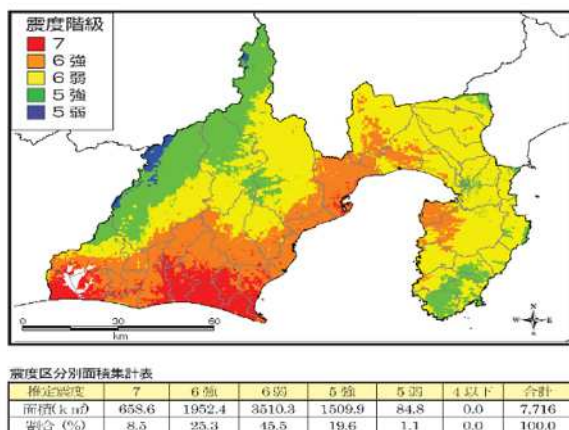 震度階級
7
6強
6弱
5強
5弱
0 30 60
km
N
W E
S
震度区分別面積集計表
推定震度 7 6強 6弱 5強 5弱 4以下 合計
面積(km²) 658.6 1952.4 3510.3 1509.9 84.8 0.0 7,716
割合(%) 8.5 25.3 45.5 19.6 1.1 0.0 100.0